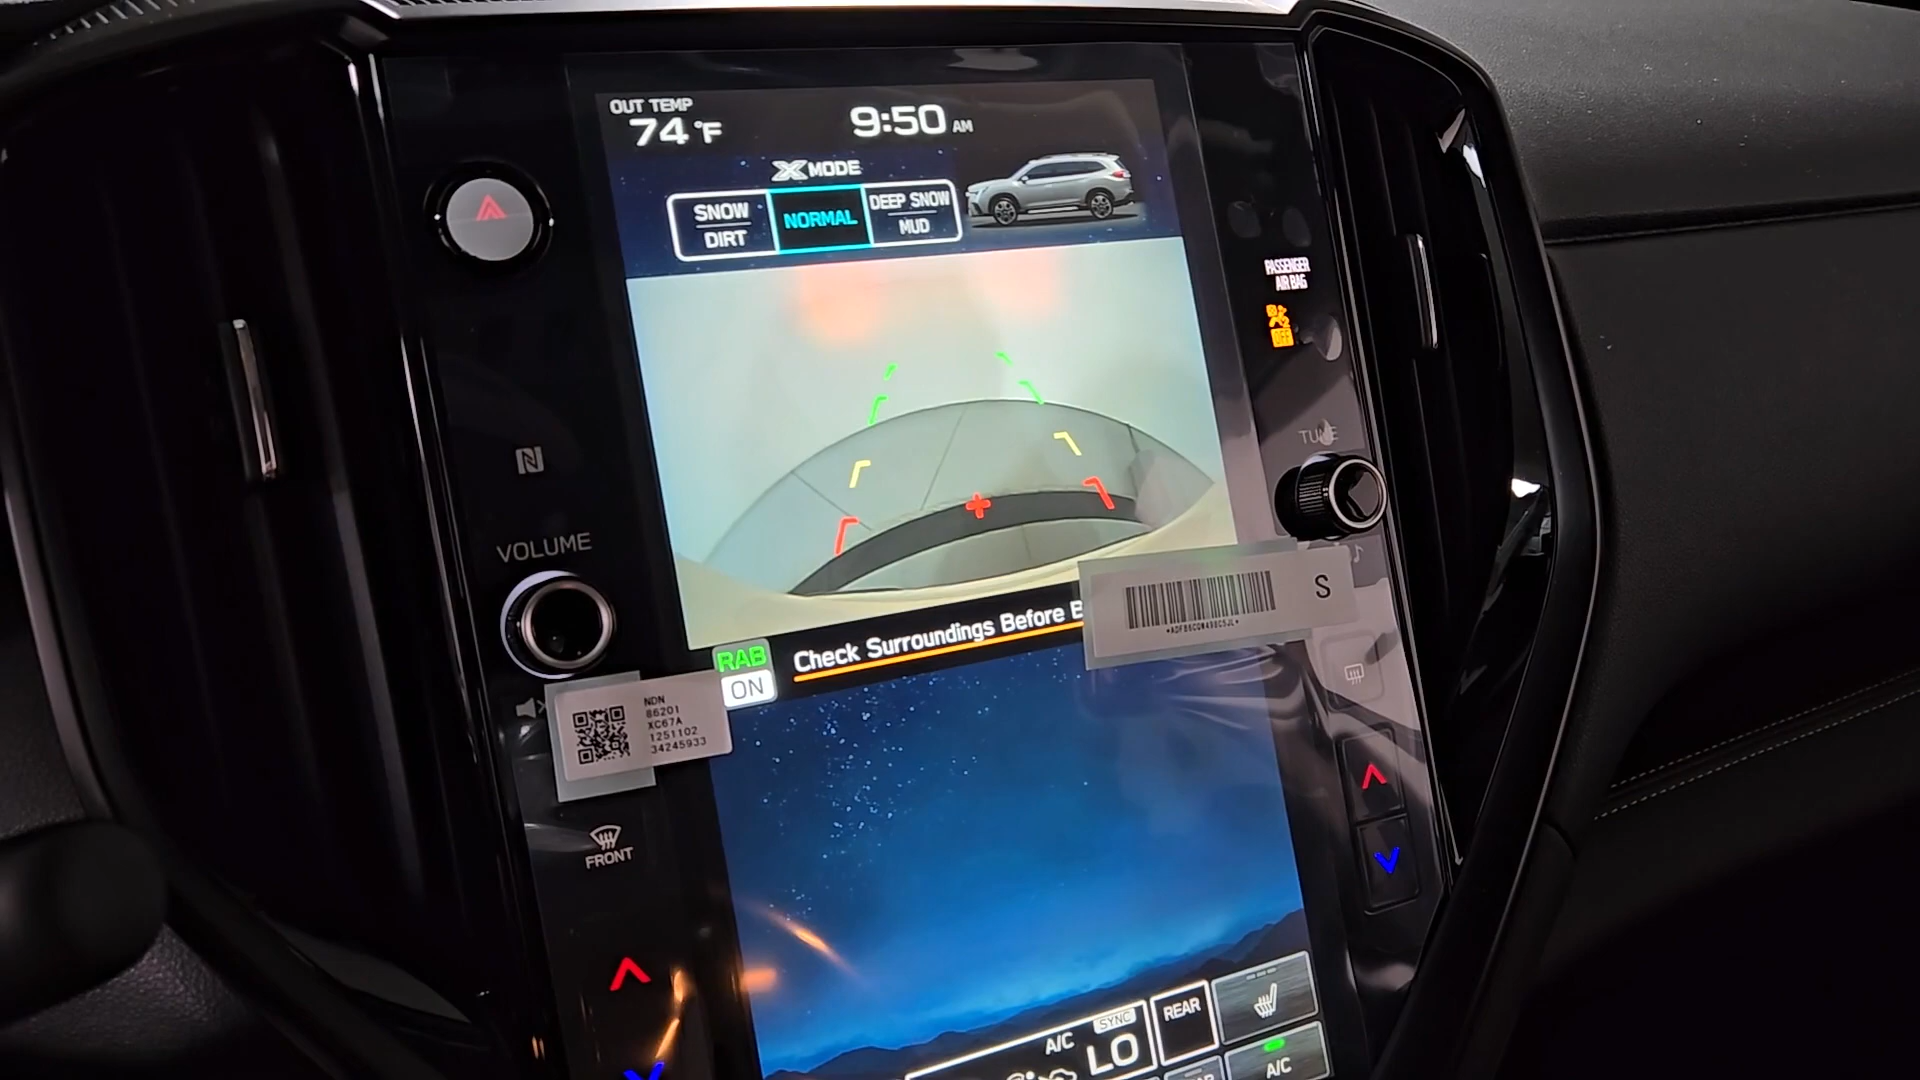 OUT TEMP
74 °F
9:50 AM
X MODE
SNOW
DIRT
NORMAL
DEEP SNOW
MUD
PASSENGER
AIR BAG
OFF
TUNE
VOLUME
S
Check Surroundings Before B
RAB
ON
NDN
86201
XC67A
1251102
34245933
FRONT
REAR
SYNC
A/C
LO
A/C